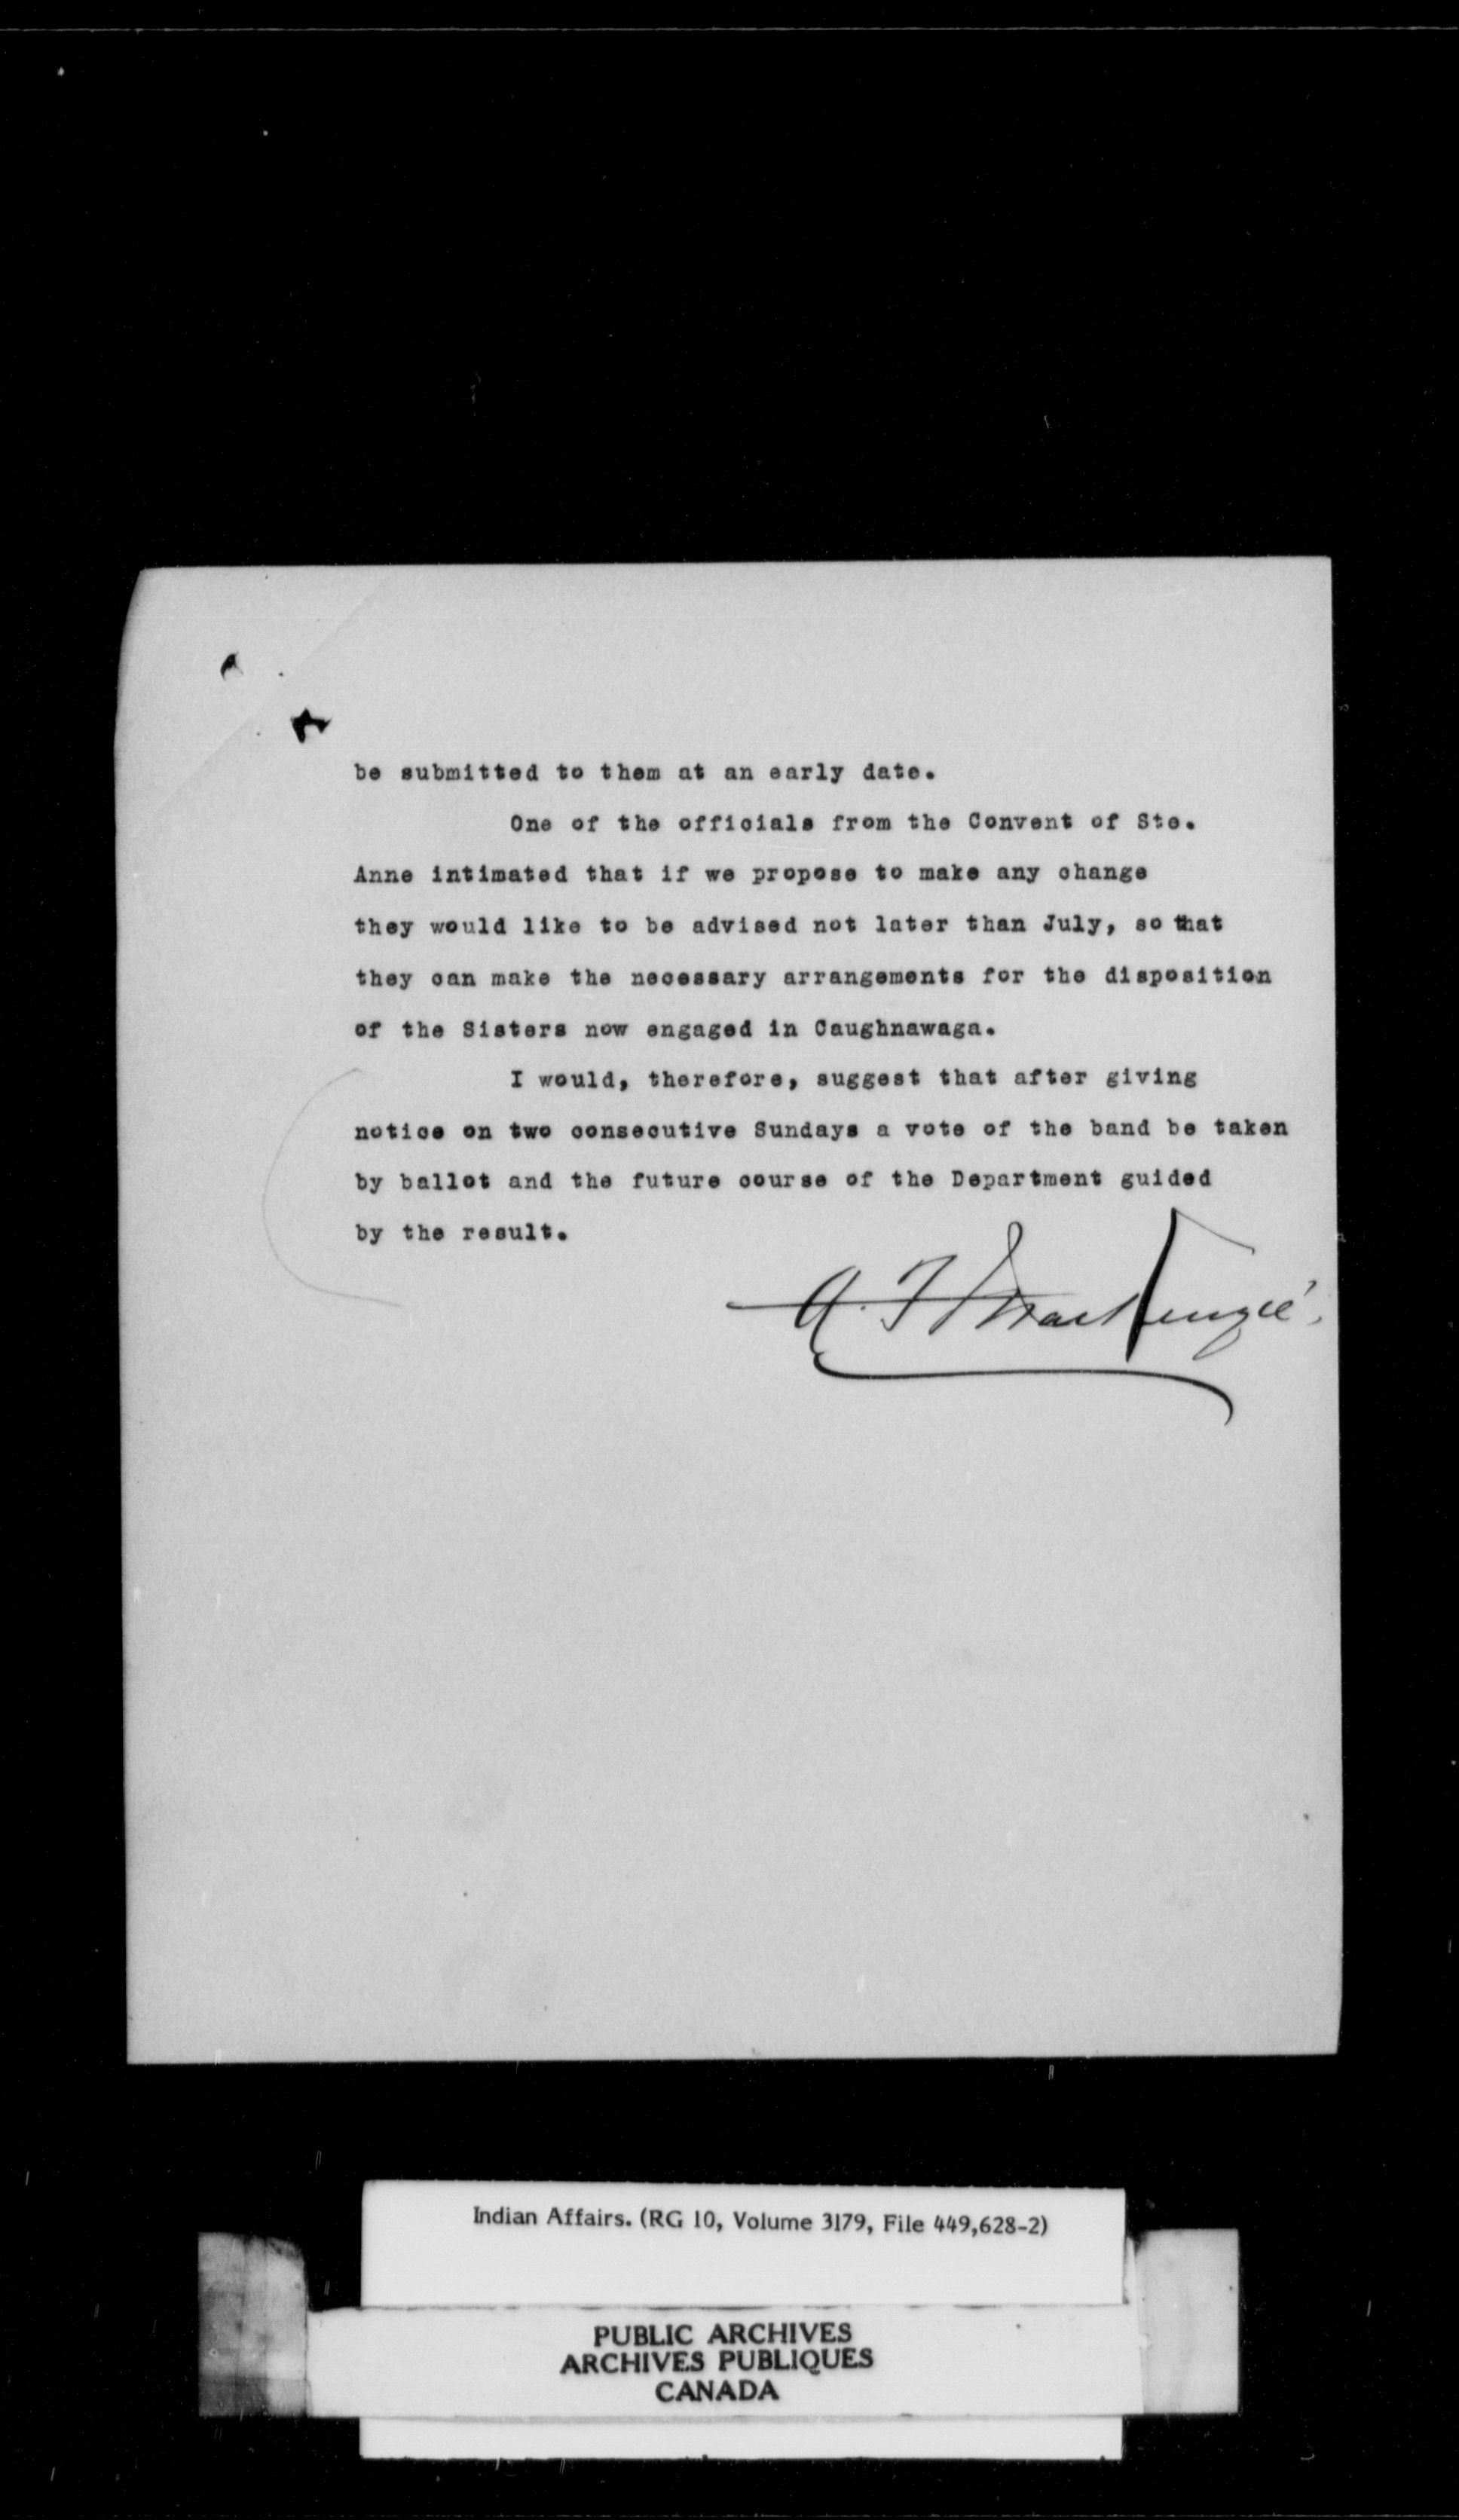 be submitted to them at an early date.
One of the officials from the Convent of Ste.
Anne intimated that if we propose to make any change
they would like to be advised not later than July, so that
they can make the necessary arrangements for the disposition
of the Sisters now engaged in Caughnawaga.
I would, therefore, suggest that after giving
notice on two consecutive Sundays a vote of the band be taken
by ballot and the future course of the Department guided
by the result.
A. F. MacKenzie
Indian Affairs. (RG 10, Volume 3179, File 449,628-2)
PUBLIC ARCHIVES
ARCHIVES PUBLIQUES
CANADA